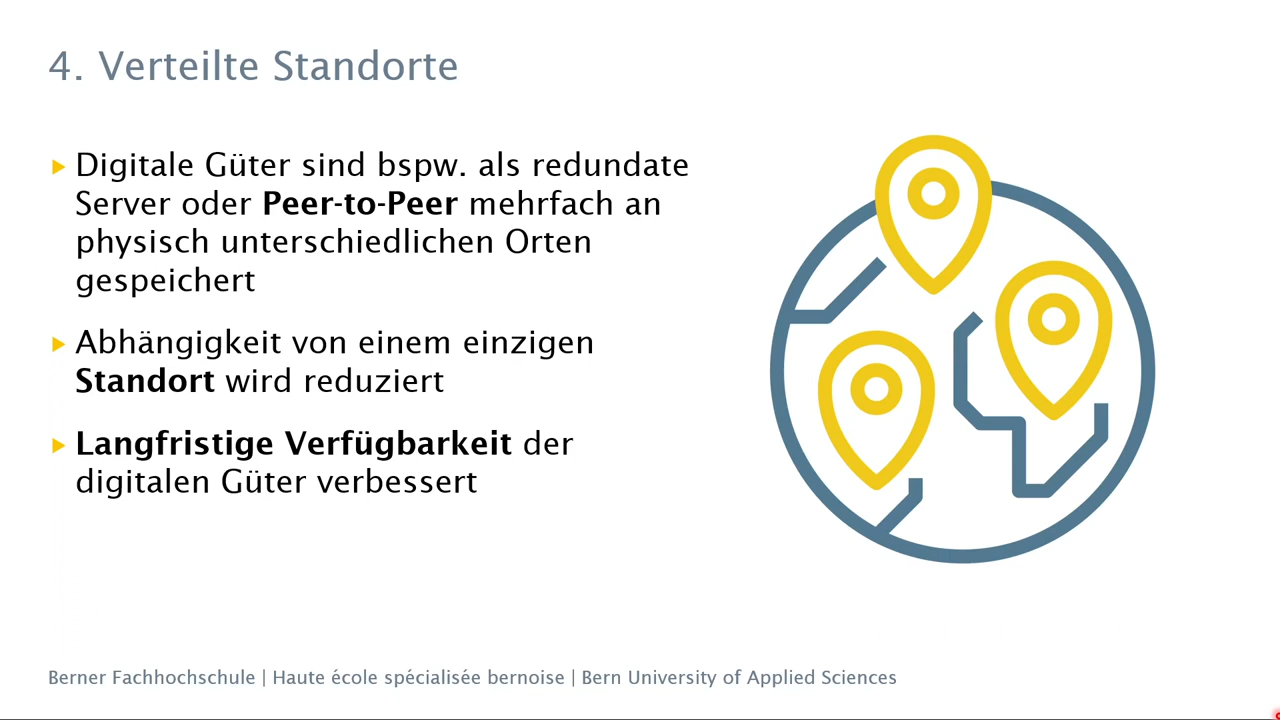 4. Verteilte Standorte
Digitale Güter sind bspw. als redundate
Server oder Peer-to-Peer mehrfach an
physisch unterschiedlichen Orten
gespeichert
Abhängigkeit von einem einzigen
Standort wird reduziert
Langfristige Verfügbarkeit der
digitalen Güter verbessert
Berner Fachhochschule | Haute école spécialisée bernoise | Bern University of Applied Sciences